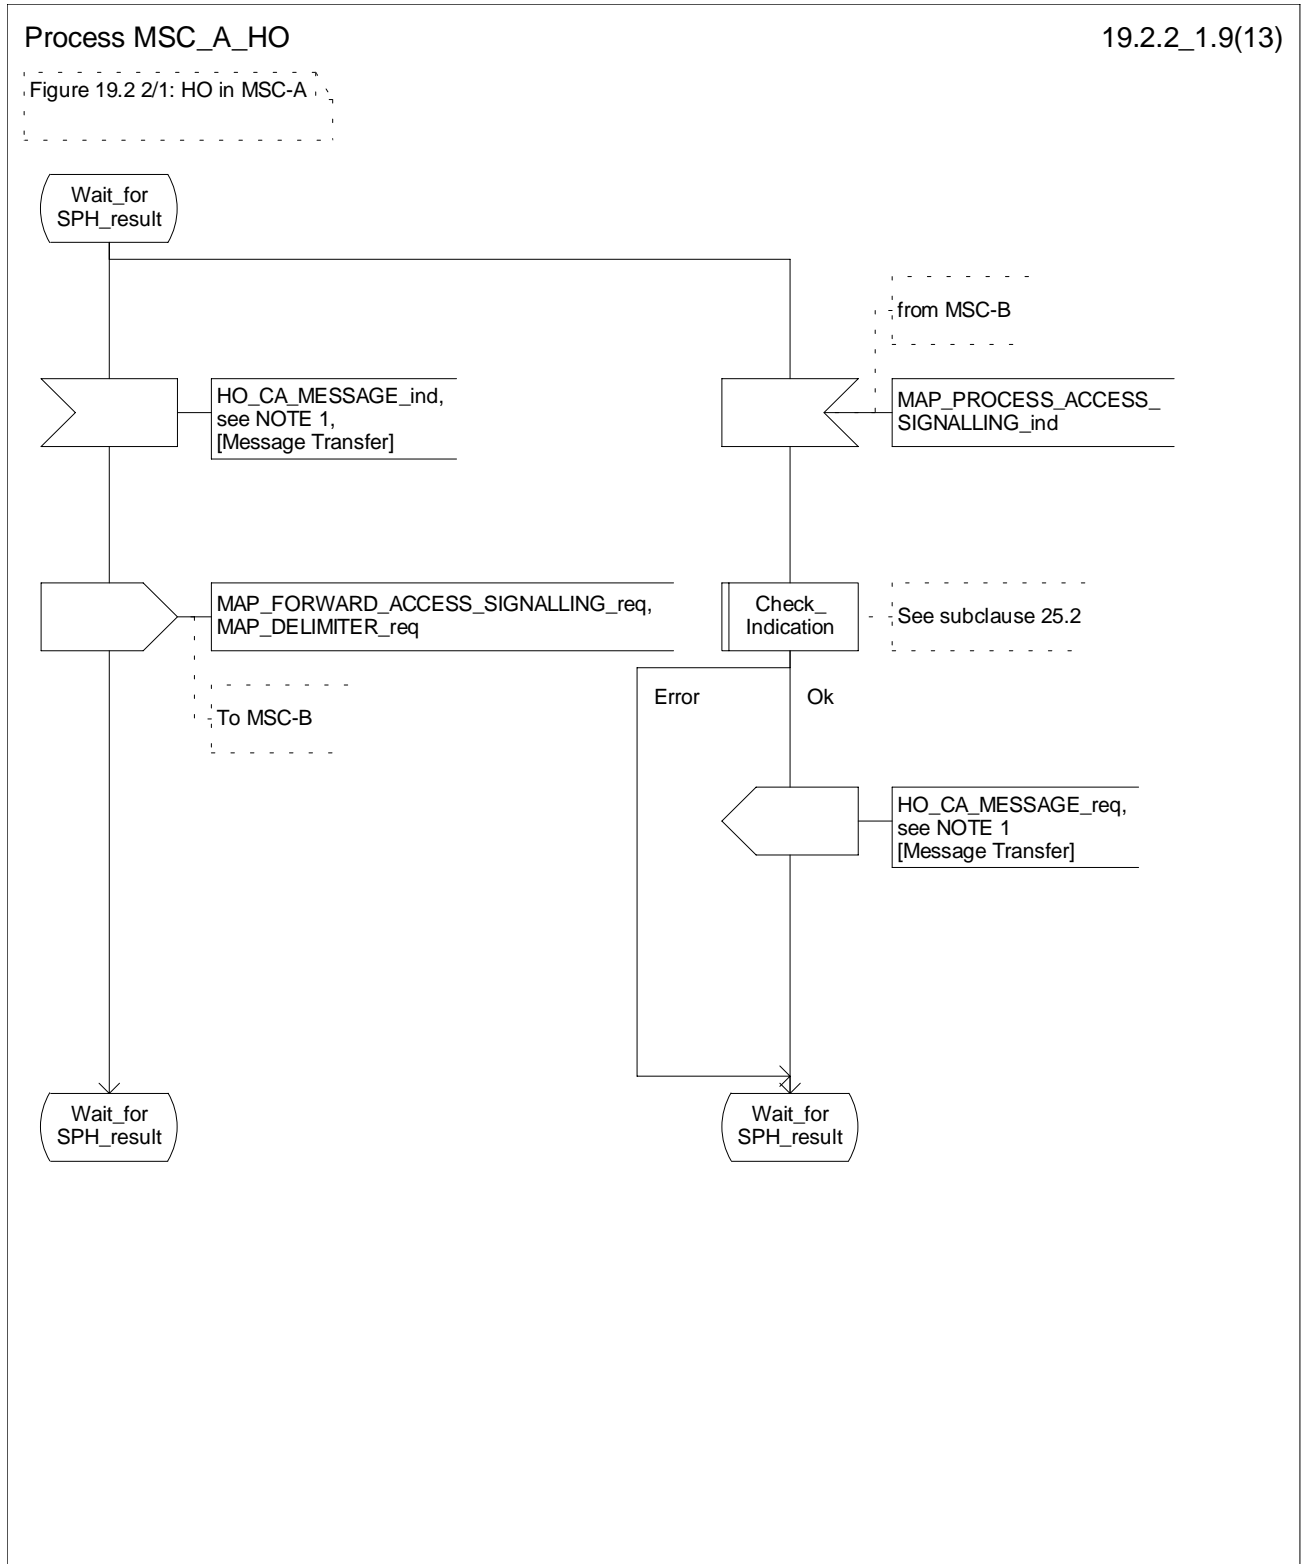 Process MSC_A_HO
19.2.2_1.9(13)
Figure 19.2 2/1: HO in MSC-A
Wait_for
SPH_result
from MSC-B
HO_CA_MESSAGE_ind,
see NOTE 1,
[Message Transfer]
MAP_PROCESS_ACCESS_
SIGNALLING_ind
MAP_FORWARD_ACCESS_SIGNALLING_req,
MAP_DELIMITER_req
Check_
Indication
See subclause 25.2
To MSC-B
Error
Ok
HO_CA_MESSAGE_req,
see NOTE 1
[Message Transfer]
Wait_for
SPH_result
Wait_for
SPH_result